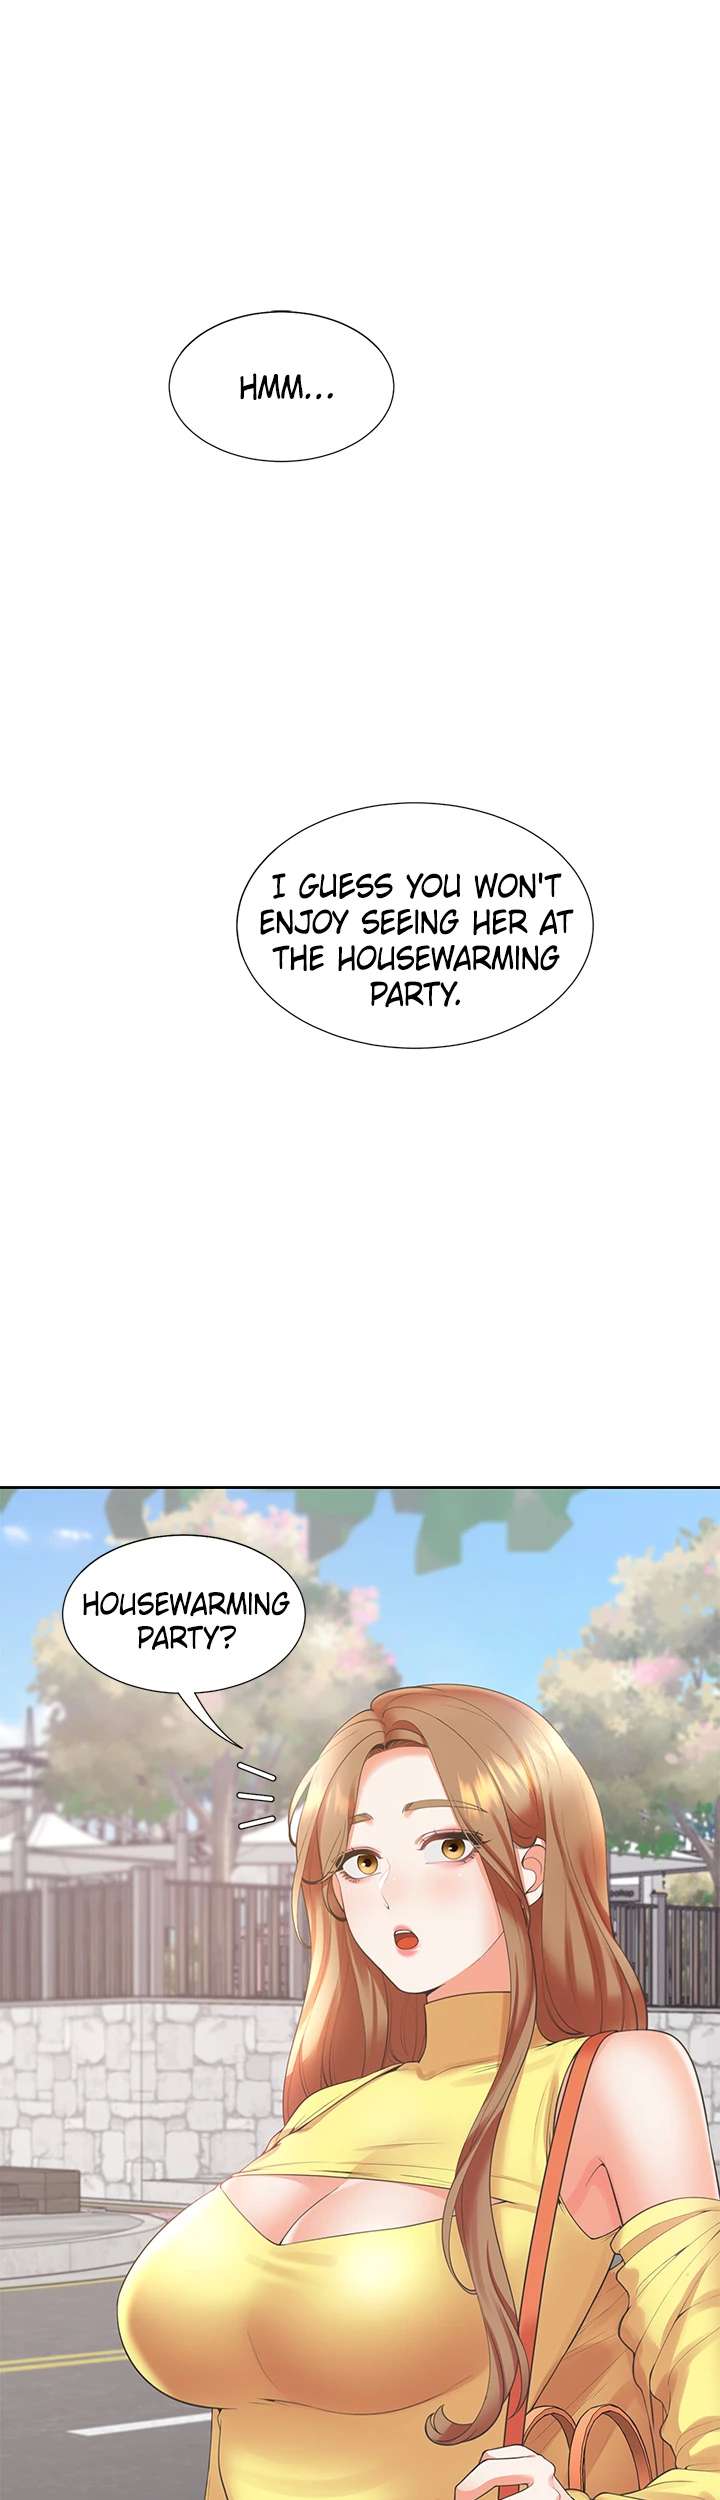 HMM...
I GUESS YOU WON'T
ENJOY SEEING HER AT
THE HOUSEWARMING
PARTY.
HOUSEWARMING
PARTY?